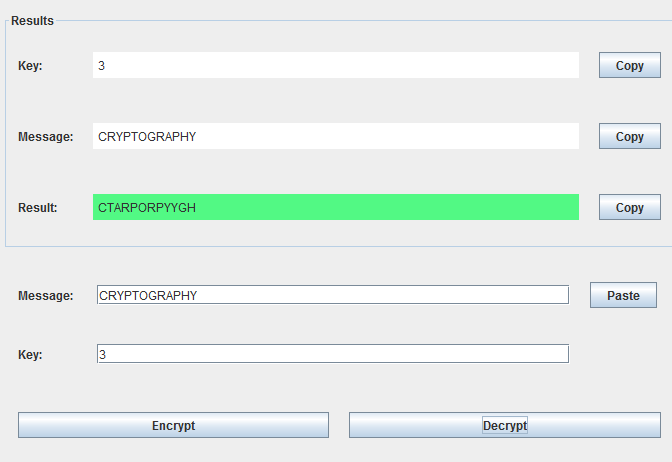 Results
Key: 3 Copy
Message: CRYPTOGRAPHY Copy
Result: CTARPORPYYGH Copy
Message: CRYPTOGRAPHY Paste
Key: 3
Encrypt Decrypt